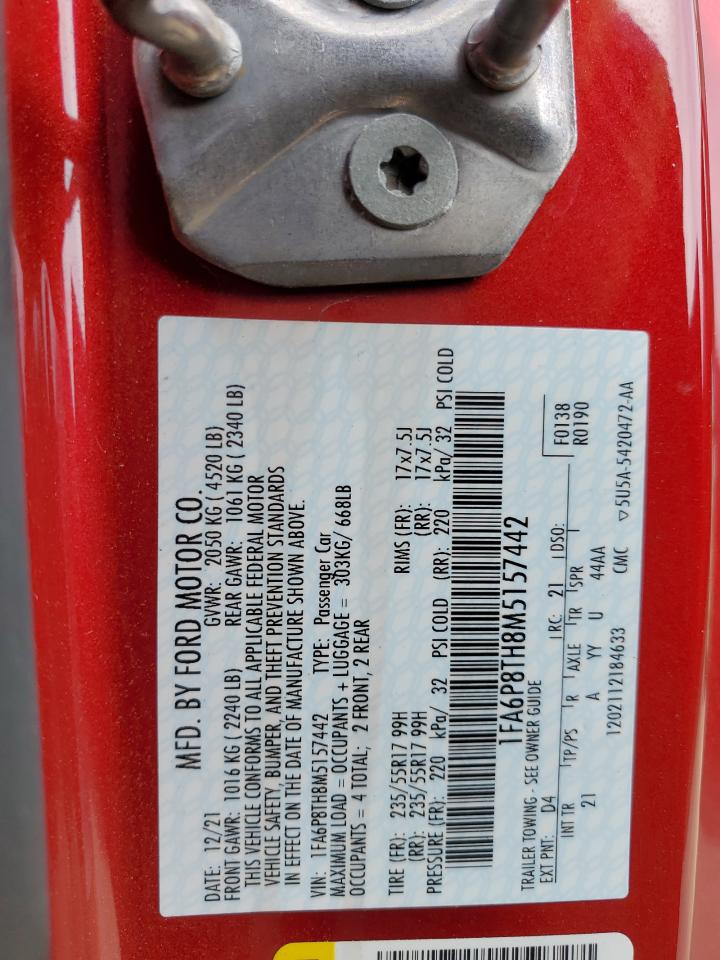 MFD. BY FORD MOTOR CO.
DATE: 12/21 GVWR: 2050 KG ( 4520 LB)
FRONT GAWR: 1016 KG ( 2240 LB) REAR GAWR: 1061 KG ( 2340 LB)
THIS VEHICLE CONFORMS TO ALL APPLICABLE FEDERAL MOTOR
VEHICLE SAFETY, BUMPER, AND THEFT PREVENTION STANDARDS
IN EFFECT ON THE DATE OF MANUFACTURE SHOWN ABOVE.
VIN: 1FA6P8TH8M5157442 TYPE: Passenger Car
MAXIMUM LOAD = OCCUPANTS + LUGGAGE = 303KG/ 668LB
OCCUPANTS = 4 TOTAL; 2 FRONT, 2 REAR
TIRE (FR): 235/55R17 99H RIMS (FR): 17x7.5J
(RR): 235/55R17 99H (RR): 17x7.5J
PRESSURE (FR): 220 kPa/ 32 PSI COLD (RR): 220 kPa/ 32 PSI COLD
1FA6P8TH8M5157442
TRAILER TOWING - SEE OWNER GUIDE F0138
EXT PNT: D4 RC: 21 DSO: R0190
INT TR TP/PS R AXLE TR SPR
21 A YY U 44AA
1202112184633 CMC ▽5U5A-5420472-AA